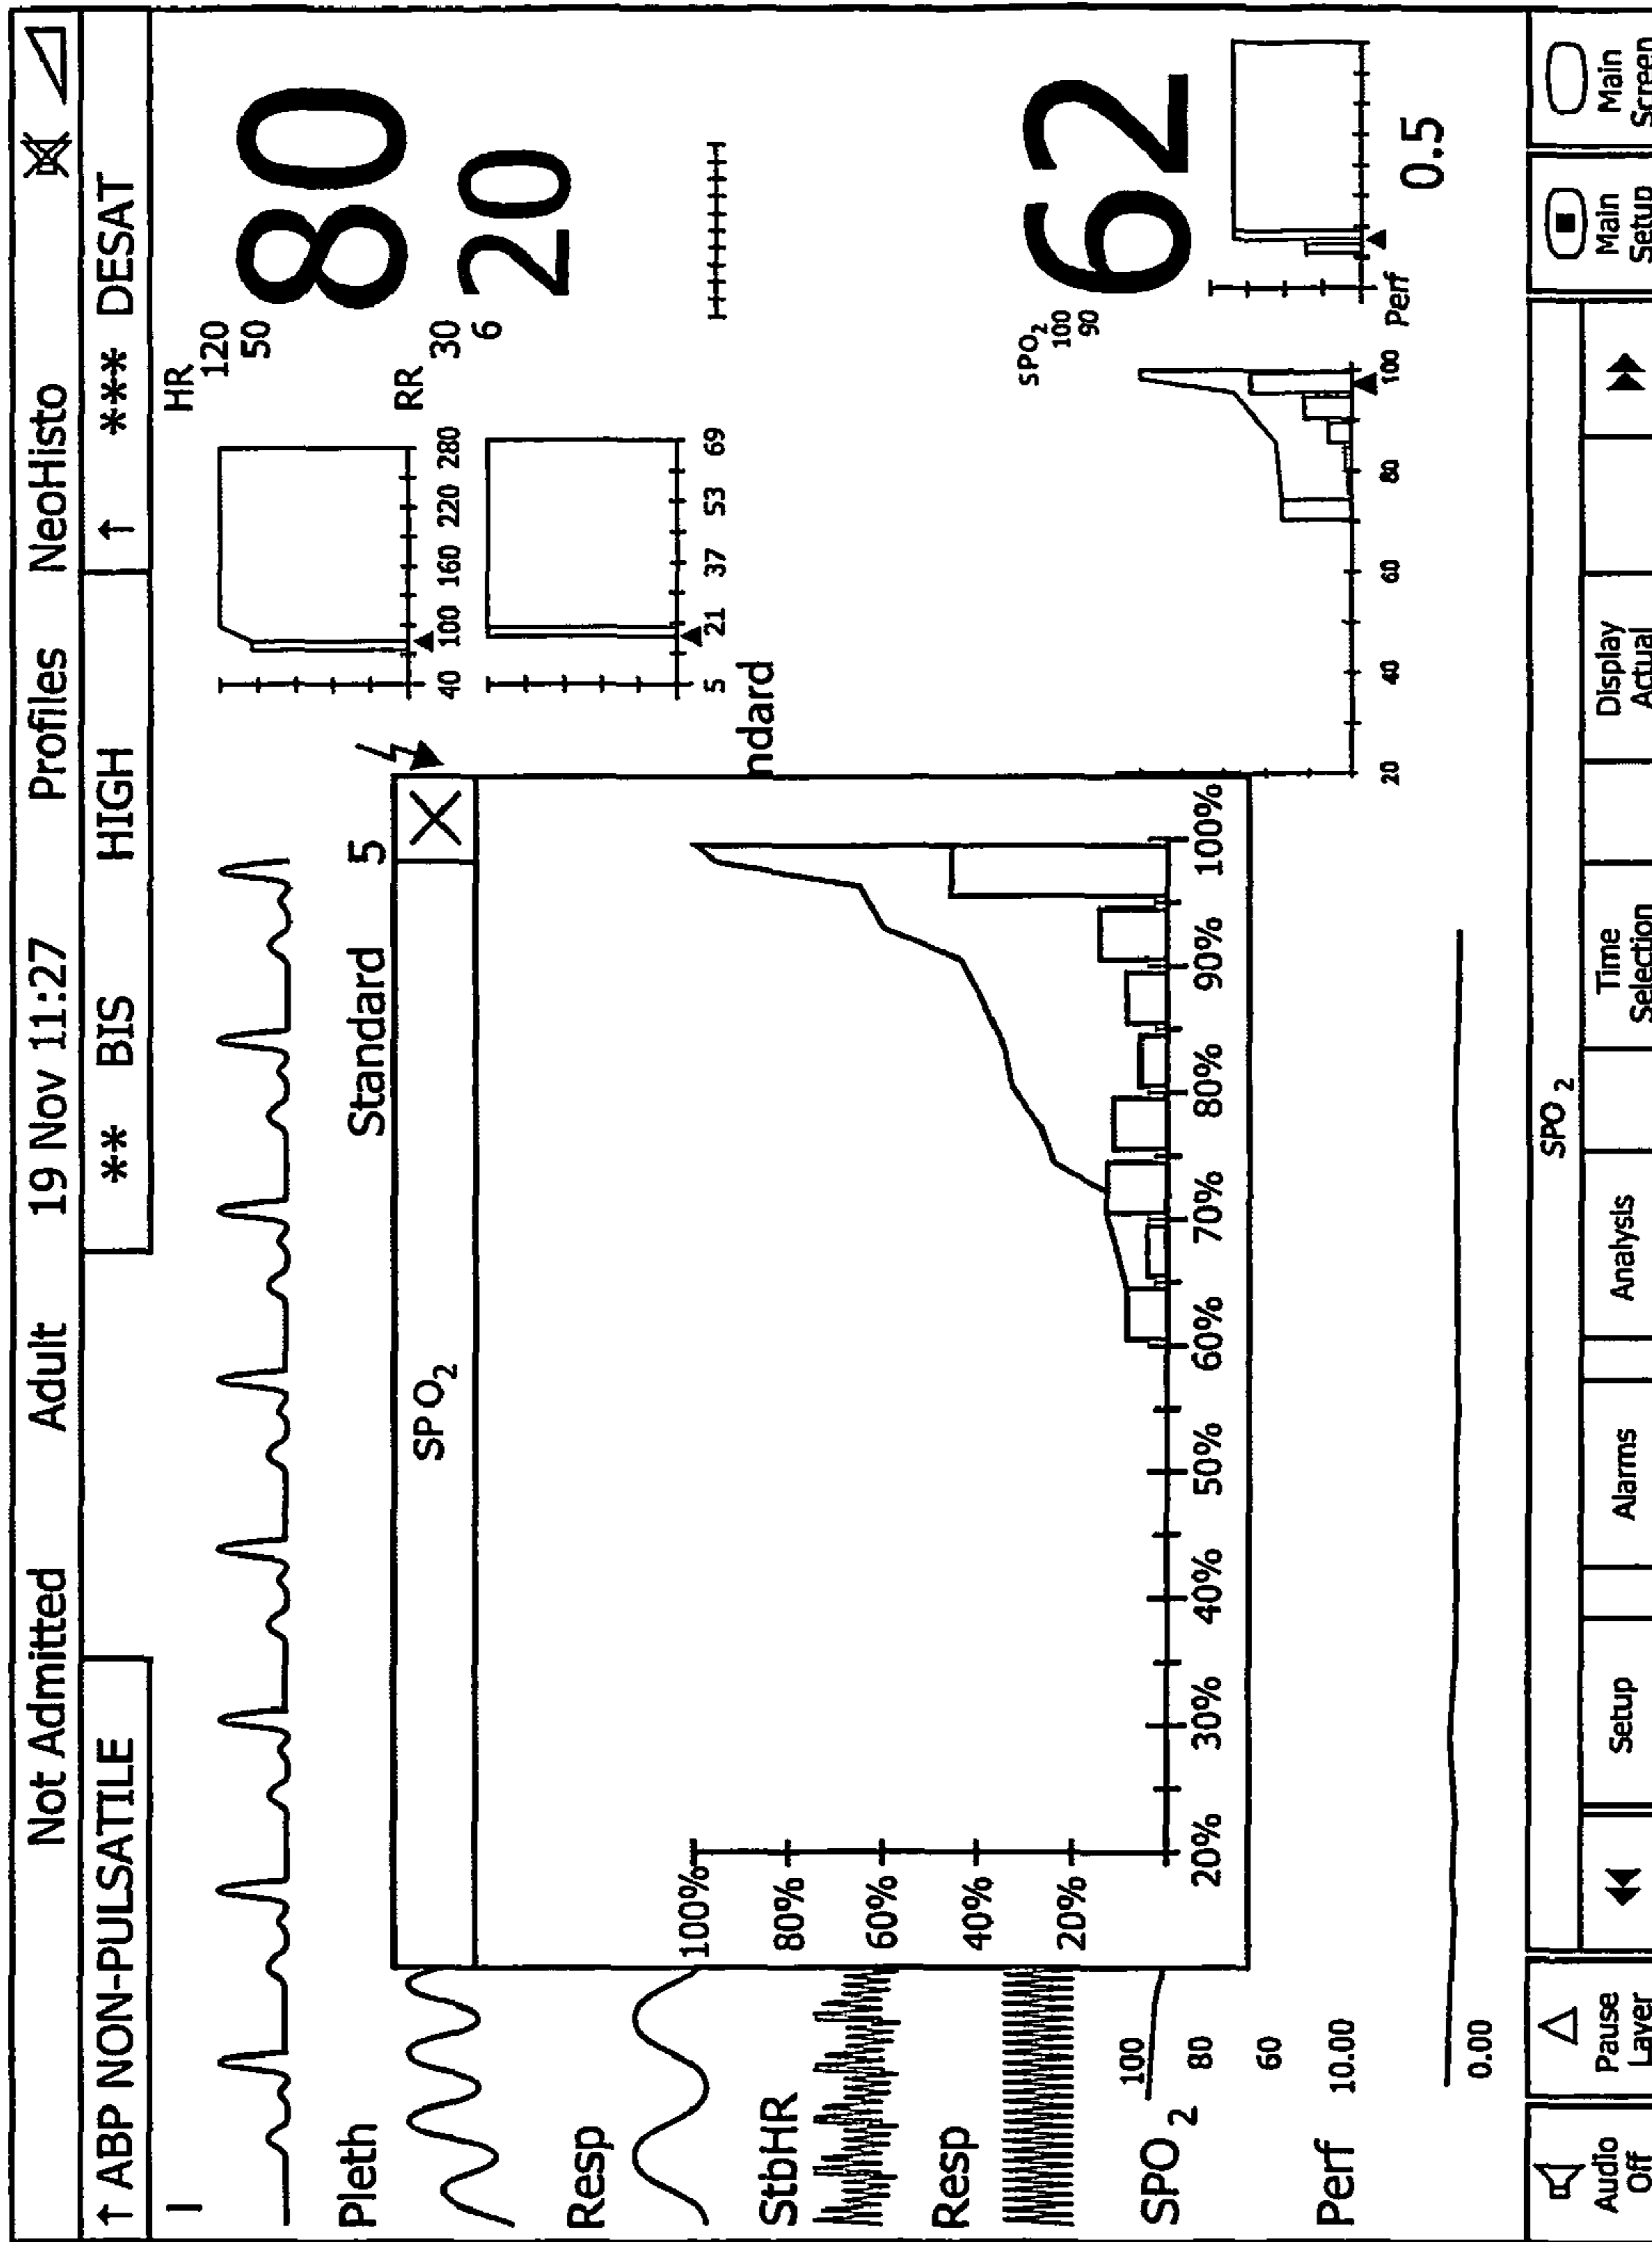 Not Admitted Adult 19 Nov 11:27 Profiles NeoHisto
↑ ABP NON-PULSATILE ** BIS HIGH ↑ *** DESAT
I
HR
120
50
80
40 100 160 220 280
Pleth
Standard 5
SPO2
RR
30
6
20
5 21 37 53 69
Resp
StbHR
Resp
ndard
100%
80%
60%
40%
20%
20% 30% 40% 50% 60% 70% 80% 90% 100%
SPO2
100
90
62
20 40 60 80 100
SPO2
100
80
60
Perf
0.5
Perf
10.00
0.00
Audio Off
Pause Layer
SPO2
Setup
Alarms
Analysis
Time Selection
Display Actual
Main Setup
Main Screen